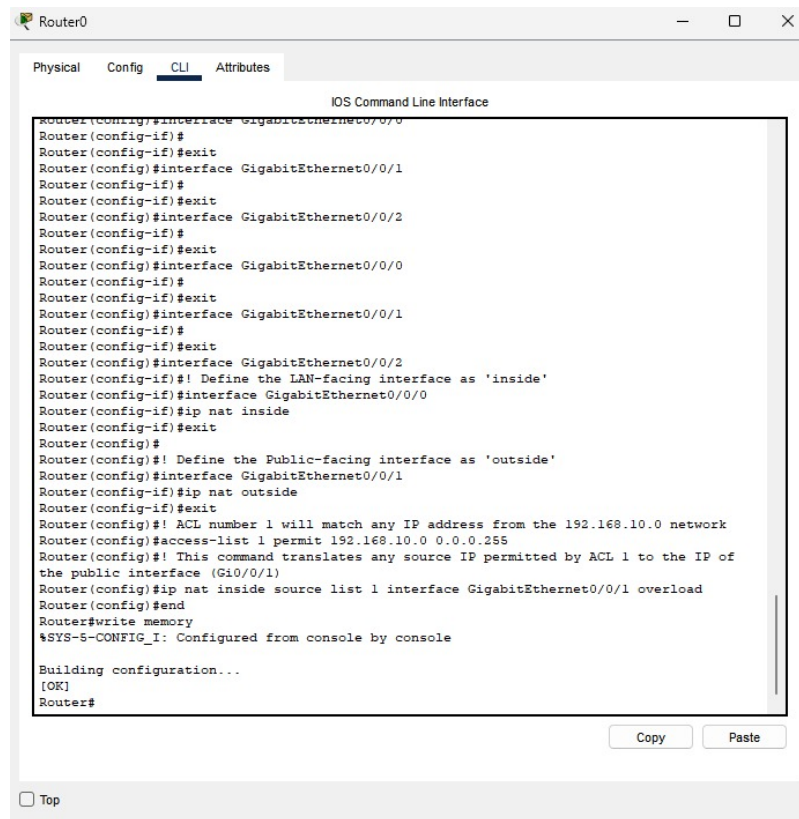 Router0
Physical Config CLI Attributes
IOS Command Line Interface
Router(config)#interface GigabitEthernet0/0/0
Router(config-if)#
Router(config-if)#exit
Router(config)#interface GigabitEthernet0/0/1
Router(config-if)#
Router(config-if)#exit
Router(config)#interface GigabitEthernet0/0/2
Router(config-if)#
Router(config-if)#exit
Router(config)#interface GigabitEthernet0/0/0
Router(config-if)#
Router(config-if)#exit
Router(config)#interface GigabitEthernet0/0/1
Router(config-if)#
Router(config-if)#exit
Router(config)#interface GigabitEthernet0/0/2
Router(config-if)#! Define the LAN-facing interface as 'inside'
Router(config-if)#interface GigabitEthernet0/0/0
Router(config-if)#ip nat inside
Router(config-if)#exit
Router(config)#
Router(config)#! Define the Public-facing interface as 'outside'
Router(config)#interface GigabitEthernet0/0/1
Router(config-if)#ip nat outside
Router(config-if)#exit
Router(config)#! ACL number 1 will match any IP address from the 192.168.10.0 network
Router(config)#access-list 1 permit 192.168.10.0 0.0.0.255
Router(config)#! This command translates any source IP permitted by ACL 1 to the IP of
the public interface (Gi0/0/1)
Router(config)#ip nat inside source list 1 interface GigabitEthernet0/0/1 overload
Router(config)#end
Router#write memory
%SYS-5-CONFIG_I: Configured from console by console
Building configuration...
[OK]
Router#
Copy Paste
Top